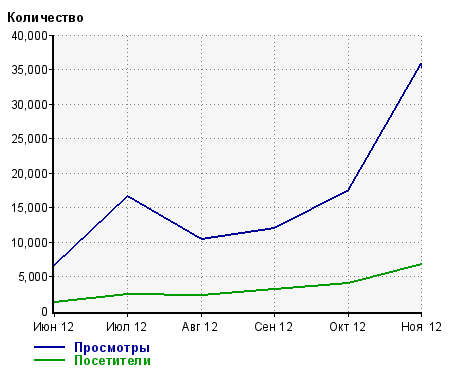 Количество
40,000
35,000
30,000
25,000
20,000
15,000
10,000
5,000
0
Июн 12 Июл 12 Авг 12 Сен 12 Окт 12 Ноя 12
Просмотры
Посетители